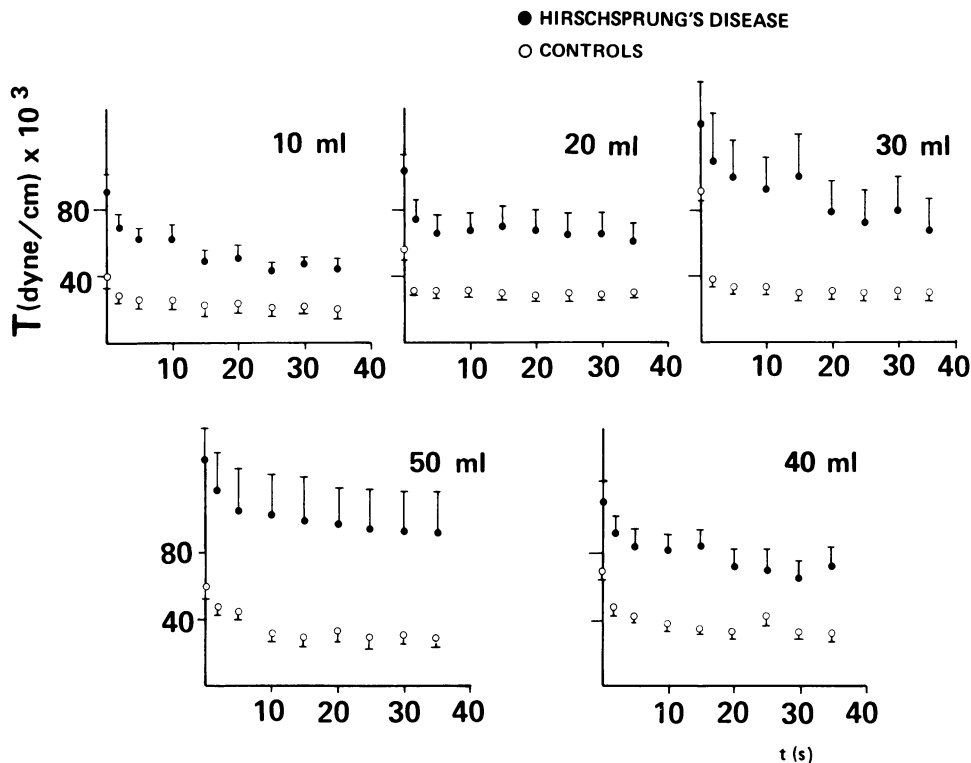 ● HIRSCHSPRUNG'S DISEASE
○ CONTROLS
T (dyne/cm) x 10³
10 ml
20 ml
30 ml
80
40
10 20 30 40
10 20 30 40
10 20 30 40
50 ml
40 ml
80
40
10 20 30 40
10 20 30 40
t (s)